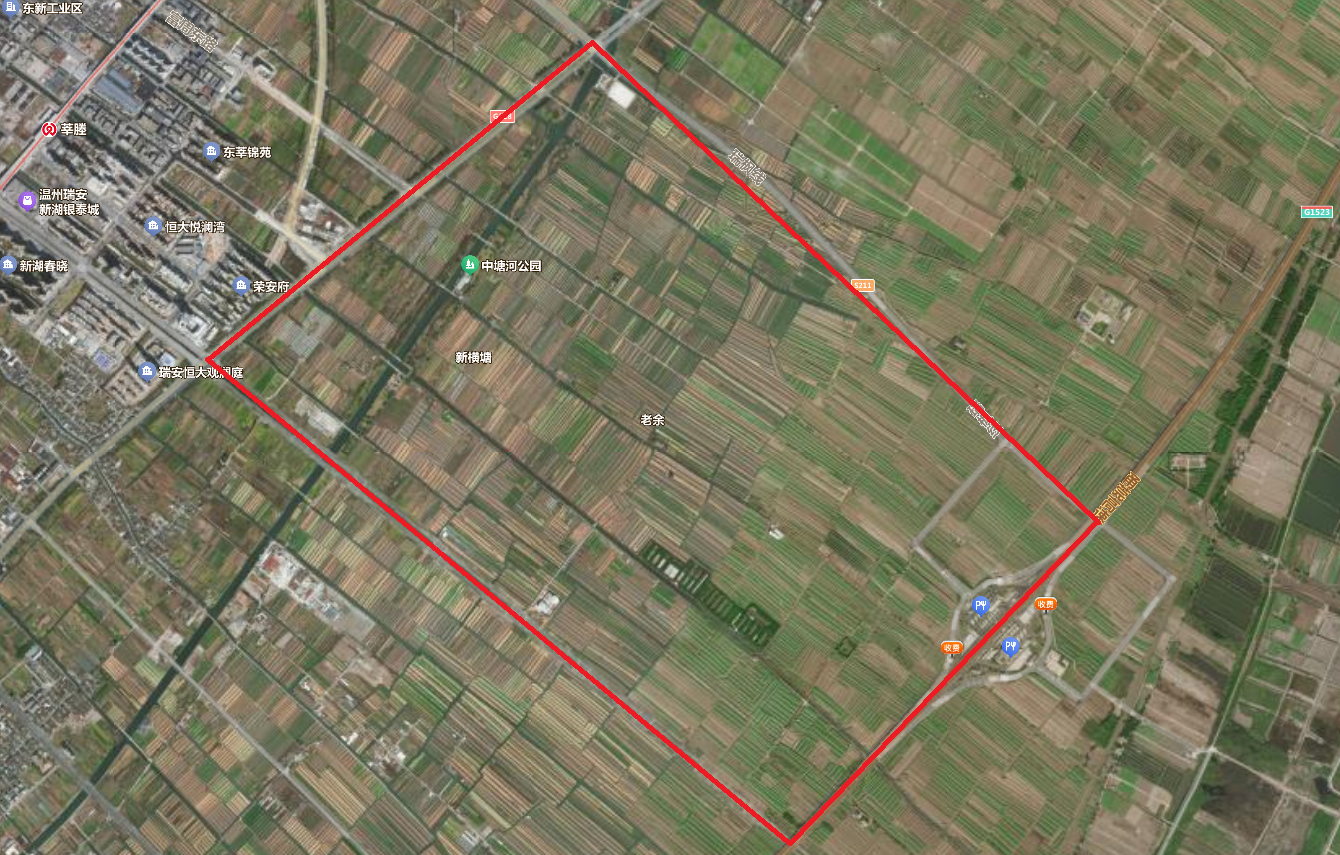 东新工业区
莘塍
东莘锦苑
G1523
温州瑞安
新湖银泰城
恒大悦澜湾
新湖春晓
中塘河公园
荣安府
S211
新横塘
瑞安恒大观澜庭
老余
收费
收费